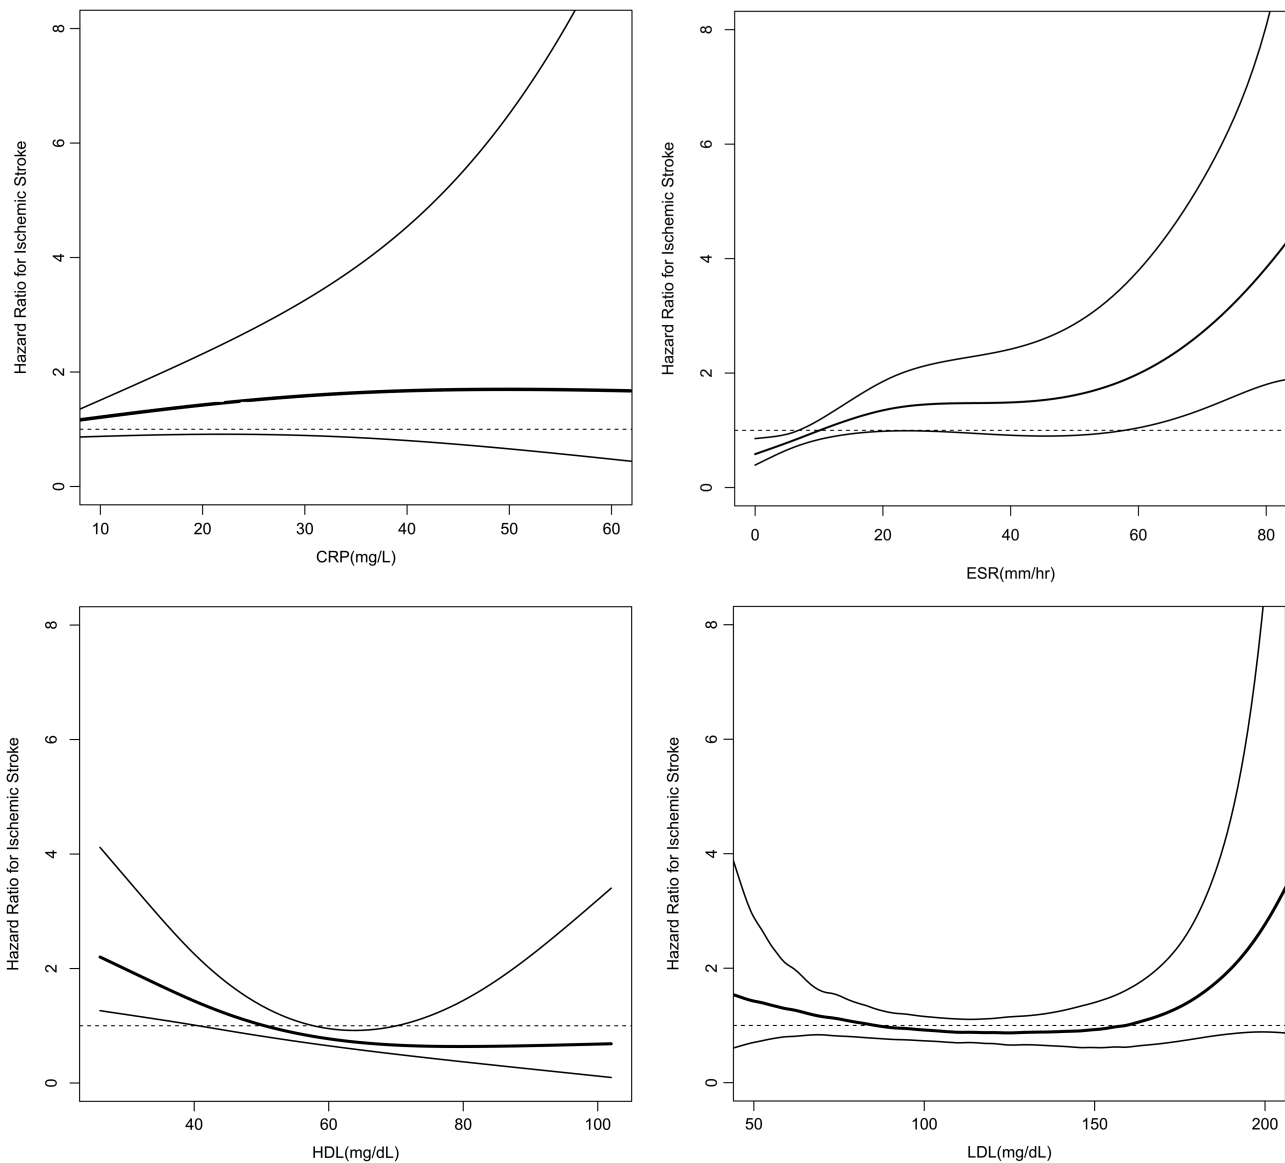 Hazard Ratio for Ischemic Stroke
8
6
4
2
0
10 20 30 40 50 60
CRP(mg/L)
Hazard Ratio for Ischemic Stroke
8
6
4
2
0
0 20 40 60 80
ESR(mm/hr)
Hazard Ratio for Ischemic Stroke
8
6
4
2
0
40 60 80 100
HDL(mg/dL)
Hazard Ratio for Ischemic Stroke
8
6
4
2
0
50 100 150 200
LDL(mg/dL)